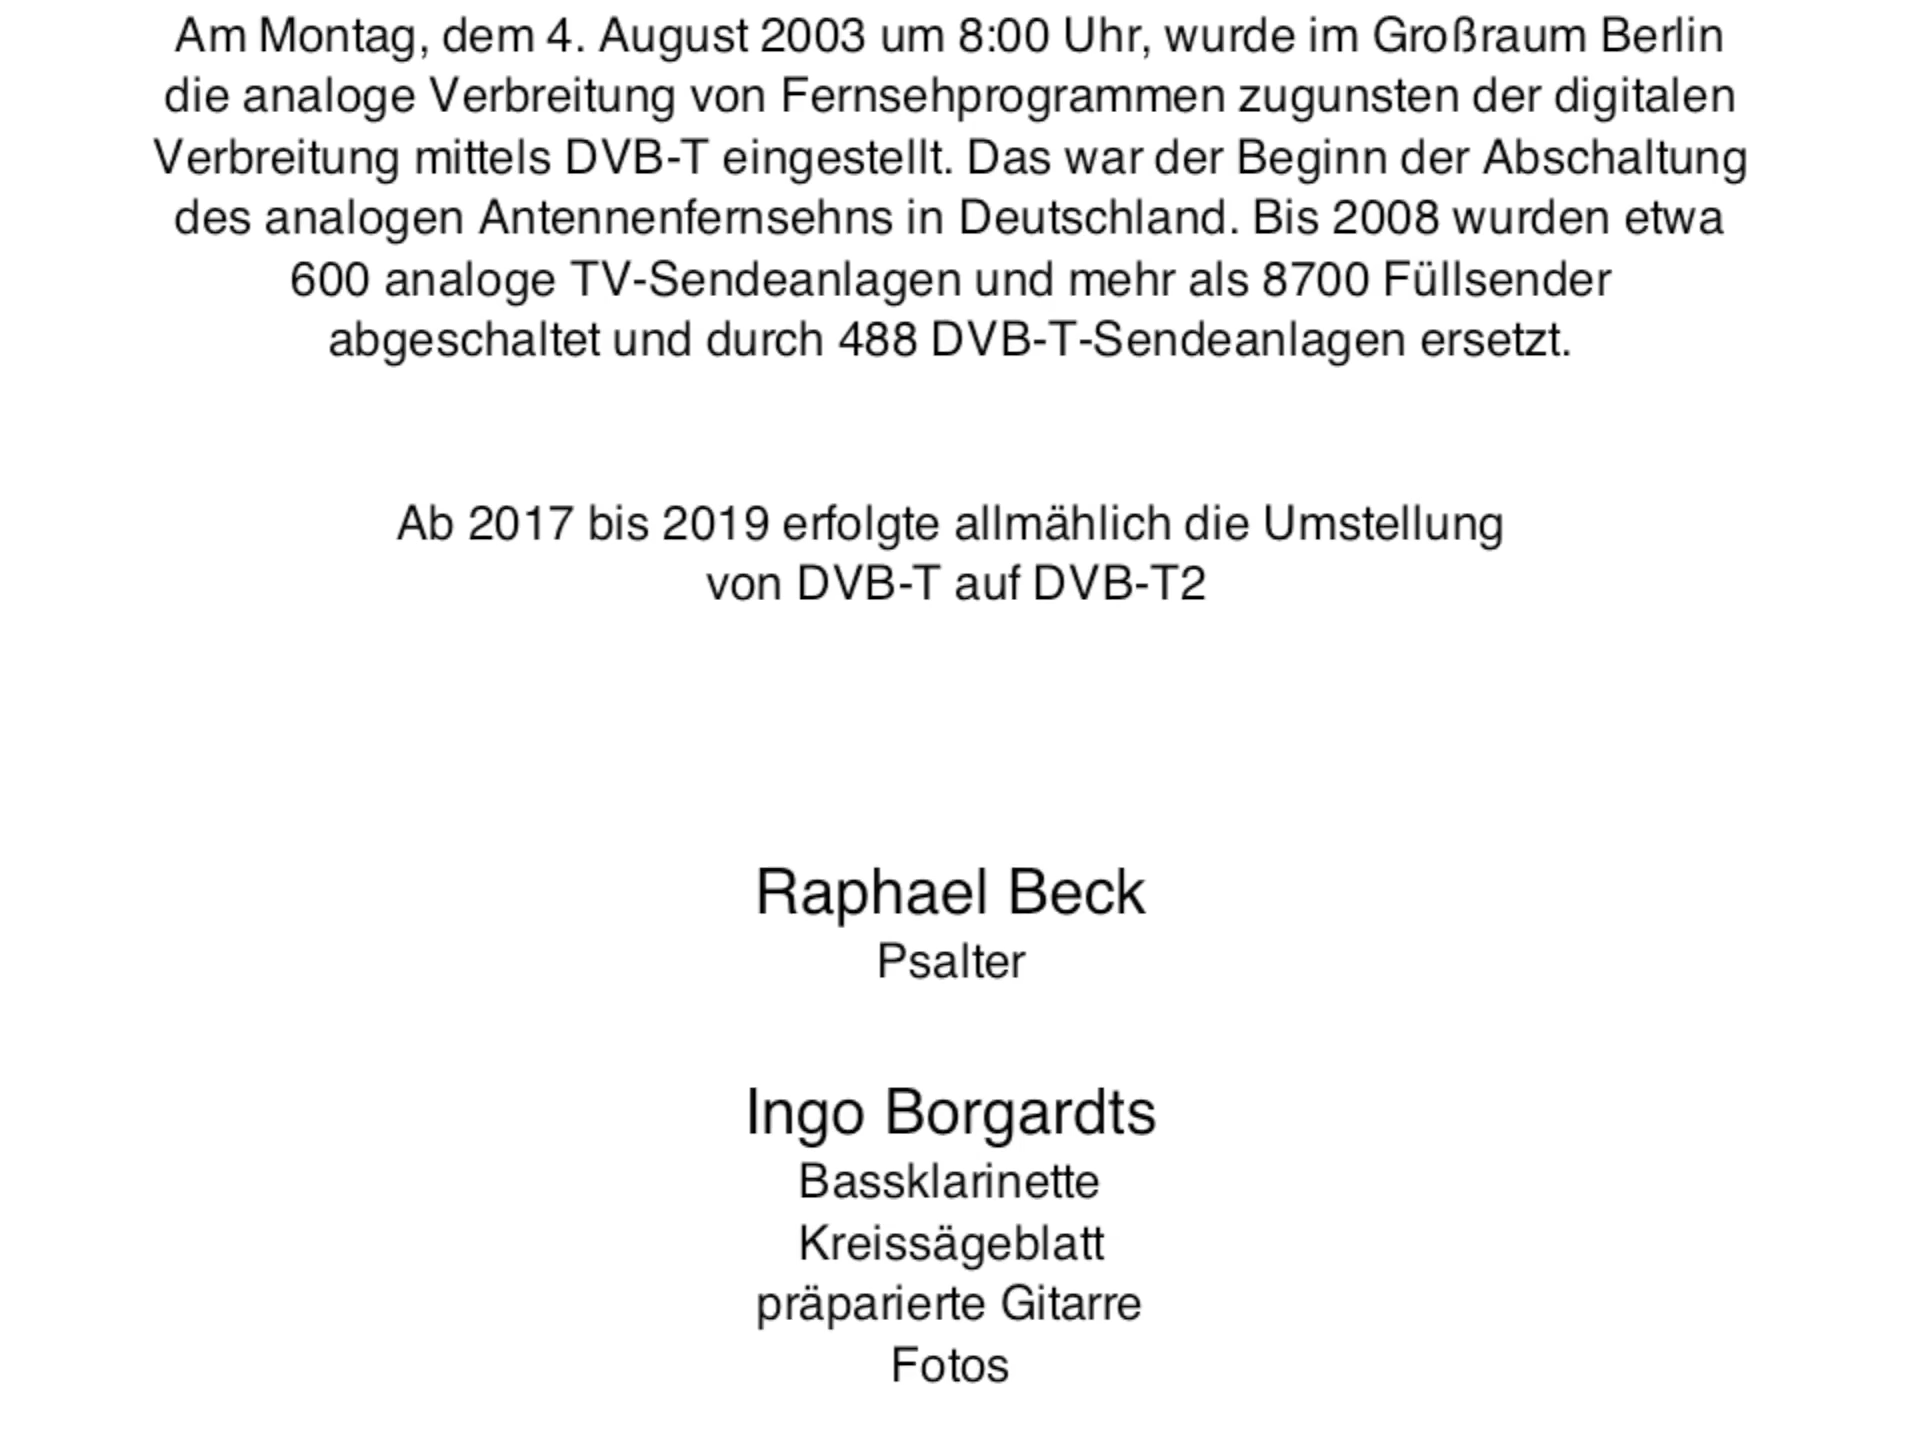 Am Montag, dem 4. August 2003 um 8:00 Uhr, wurde im Großraum Berlin
die analoge Verbreitung von Fernsehprogrammen zugunsten der digitalen
Verbreitung mittels DVB-T eingestellt. Das war der Beginn der Abschaltung
des analogen Antennenfernsehns in Deutschland. Bis 2008 wurden etwa
600 analoge TV-Sendeanlagen und mehr als 8700 Füllsender
abgeschaltet und durch 488 DVB-T-Sendeanlagen ersetzt.
Ab 2017 bis 2019 erfolgte allmählich die Umstellung
von DVB-T auf DVB-T2
Raphael Beck
Psalter
Ingo Borgardts
Bassklarinette
Kreissägeblatt
präparierte Gitarre
Fotos